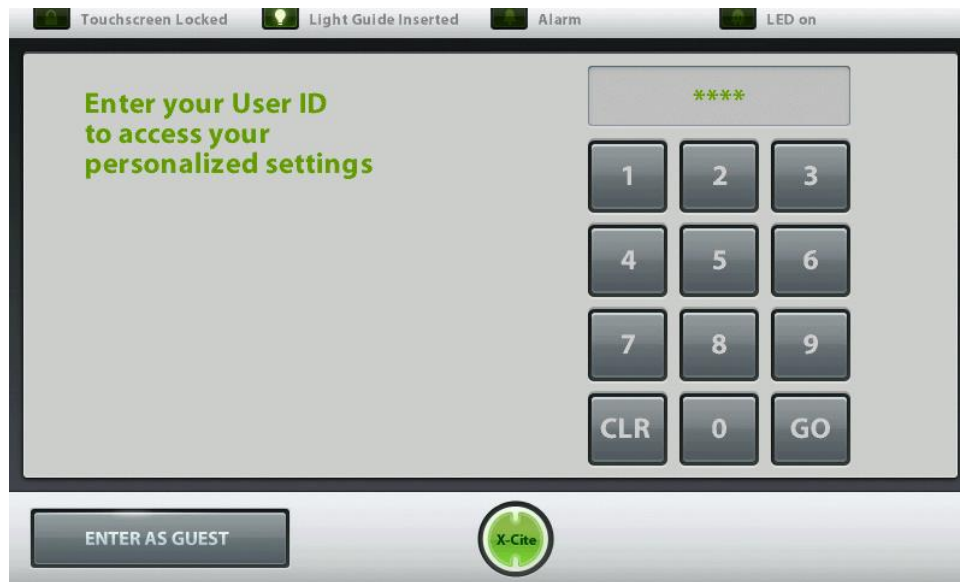 Touchscreen Locked Light Guide Inserted Alarm LED on
Enter your User ID
to access your
personalized settings
****
1 2 3
4 5 6
7 8 9
CLR 0 GO
ENTER AS GUEST X-Cite